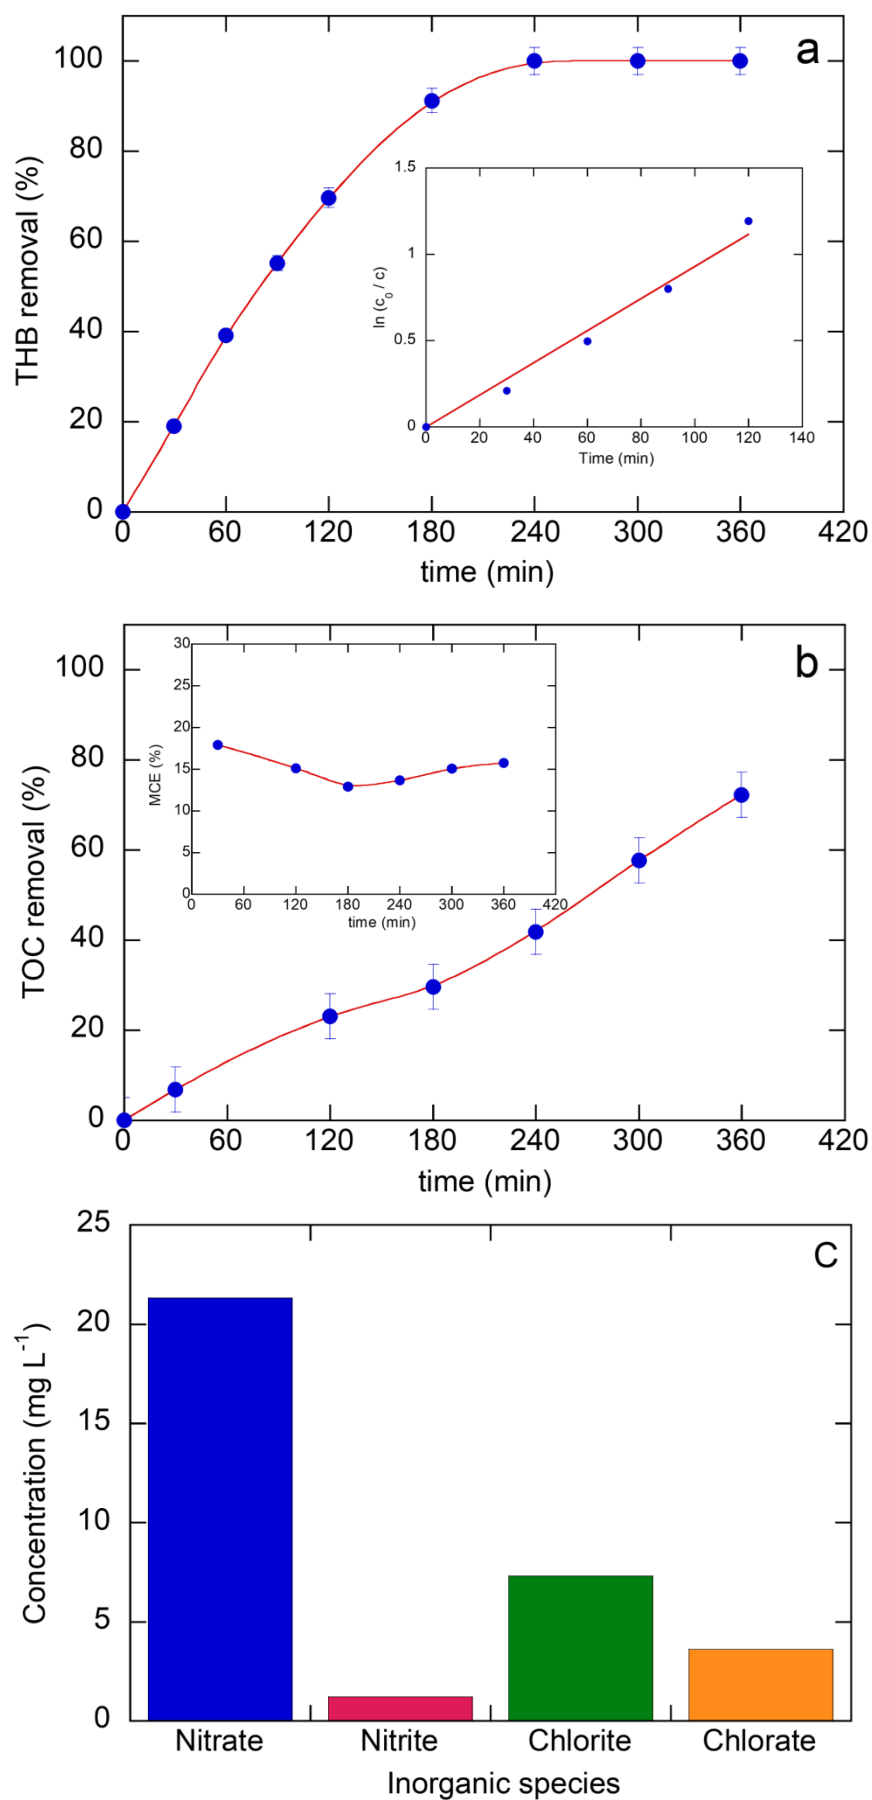 a
100
80
60
40
20
0
THB removal (%)
0 60 120 180 240 300 360 420
time (min)
1.5
1
0.5
0
ln (c0 / c)
0 20 40 60 80 100 120 140
Time (min)
b
100
80
60
40
20
0
TOC removal (%)
0 60 120 180 240 300 360 420
time (min)
30
25
20
15
10
5
0
MCE (%)
0 60 120 180 240 300 360 420
time (min)
C
25
20
15
10
5
0
Concentration (mg L-1)
Nitrate Nitrite Chlorite Chlorate
Inorganic species